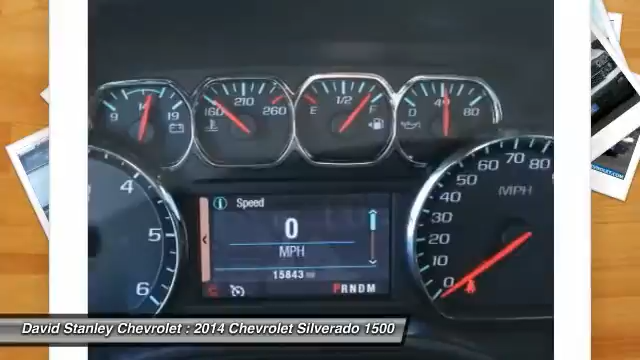 9 14 19
160 210 260
E 1/2 F
D 40 80
4
5
6
Speed
0
MPH
15843 mi
PRNDM
80
70
60
50
40
30
20
10
0
MPH
David Stanley Chevrolet : 2014 Chevrolet Silverado 1500